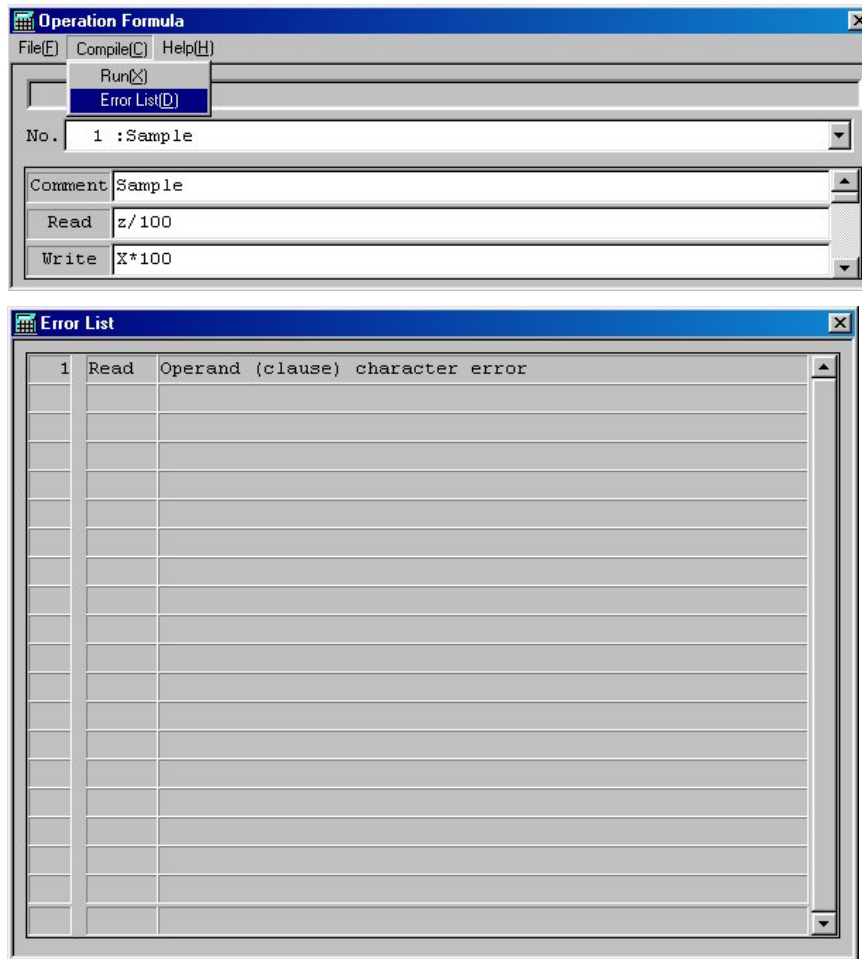 Operation Formula
File(F) Compile(C) Help(H)
Run(X)
Error List(D)
No. 1 :Sample
Comment Sample
Read z/100
Write X*100
Error List
1 Read Operand (clause) character error